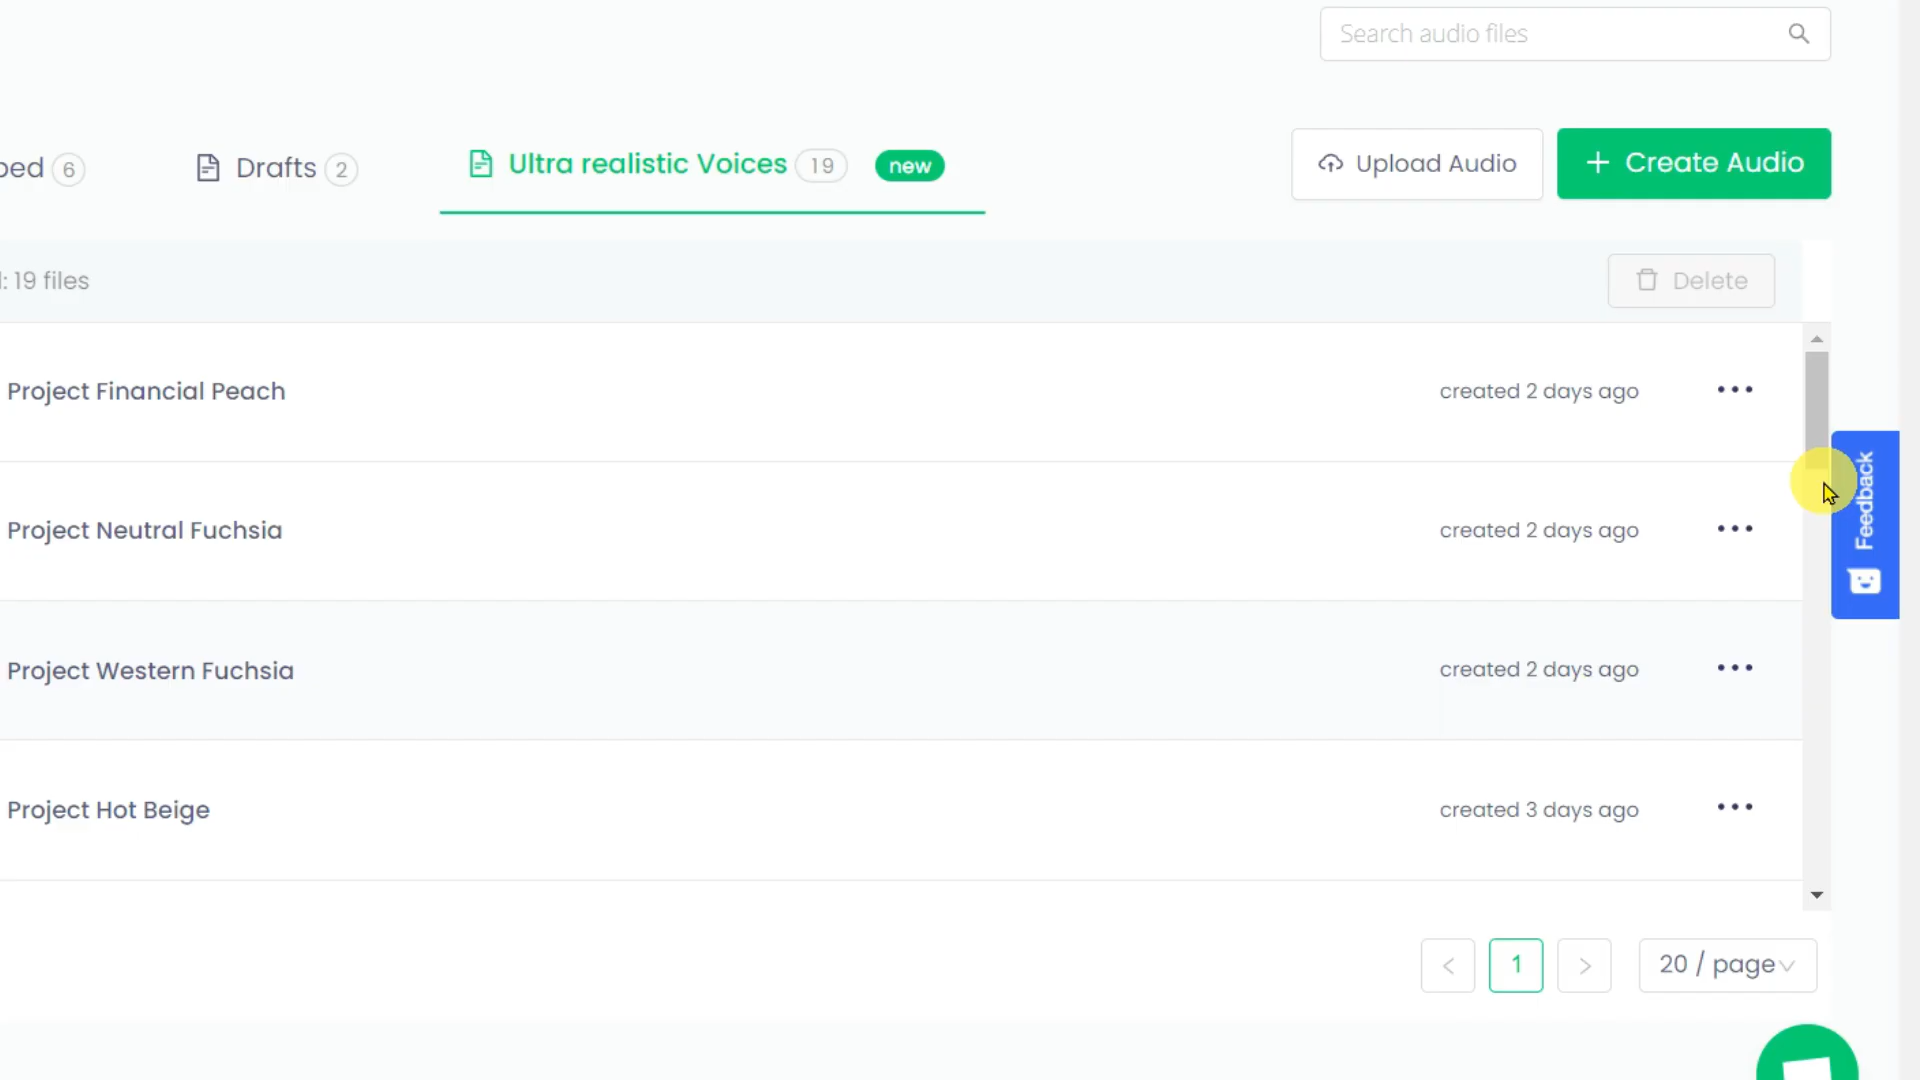 Search audio files
6
Drafts 2
Ultra realistic Voices 19 new
Upload Audio
+ Create Audio
: 19 files
Delete
Project Financial Peach
created 2 days ago
Project Neutral Fuchsia
created 2 days ago
Feedback
Project Western Fuchsia
created 2 days ago
Project Hot Beige
created 3 days ago
< 1 >
20 / page